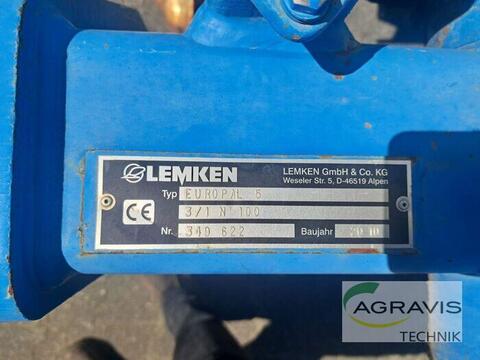 LEMKEN
LEMKEN GmbH & Co. KG
Weseler Str. 5, D-46519 Alpen
Typ EUROPAL 5
CE 3/1 N 100
Nr. 340 622 Baujahr 2010
AGRAVIS
TECHNIK